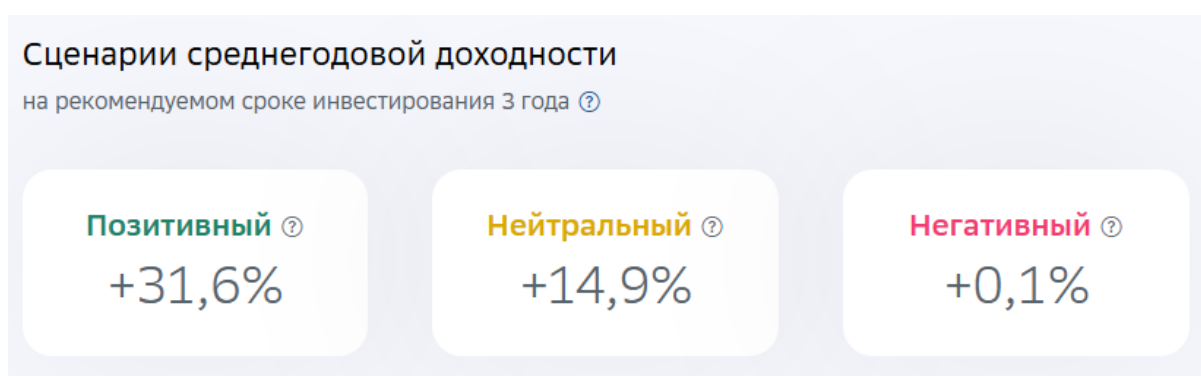 Сценарии среднегодовой доходности
на рекомендуемом сроке инвестирования 3 года ?
Позитивный ?
Нейтральный ?
Негативный ?
+31,6%
+14,9%
+0,1%